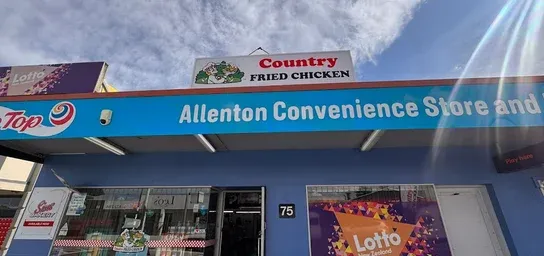 Country
FRIED CHICKEN
Lotto
Top
Allenton Convenience Store and
75
Lotto
New Zealand